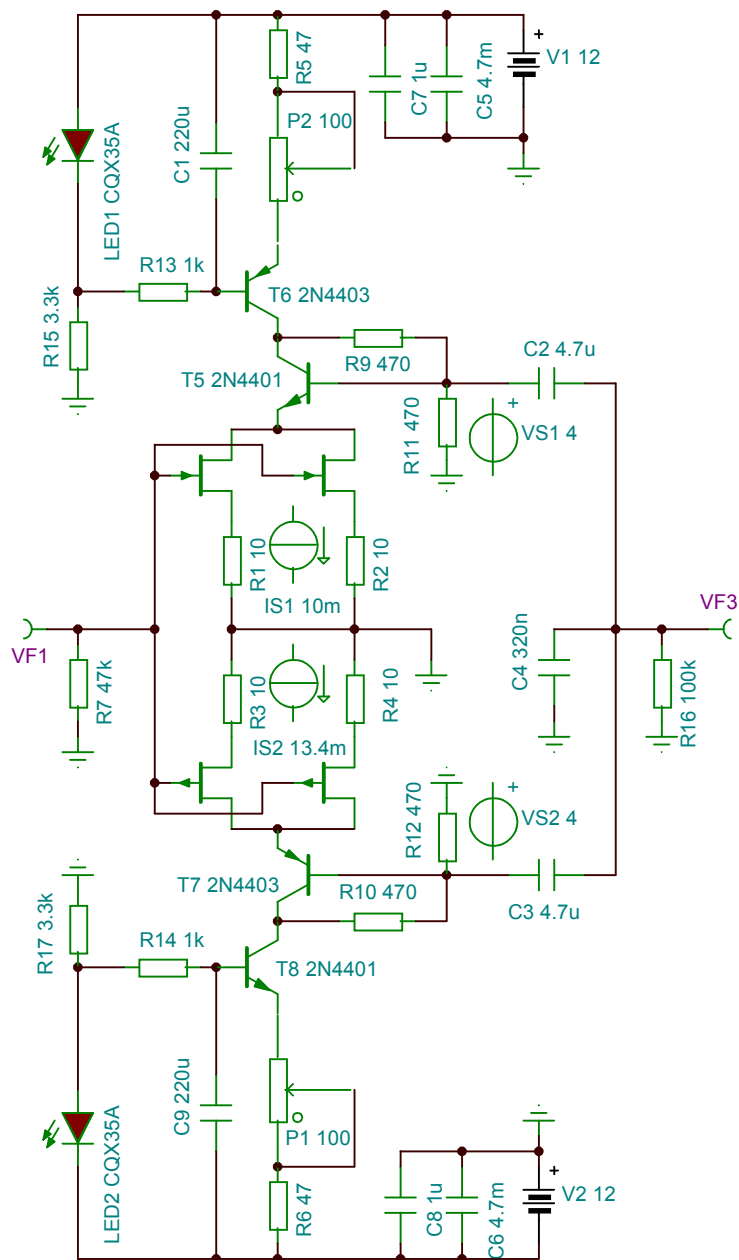 R5 47
C7 1u
C5 4.7m
V1 12
+
P2 100
C1 220u
LED1 CQX35A
R13 1k
T6 2N4403
R15 3.3k
R9 470
C2 4.7u
T5 2N4401
R11 470
+
VS1 4
R1 10
R2 10
IS1 10m
VF1
VF3
R7 47k
R3 10
R4 10
C4 320n
R16 100k
IS2 13.4m
R12 470
+
VS2 4
T7 2N4403
R10 470
C3 4.7u
R17 3.3k
R14 1k
T8 2N4401
C9 220u
LED2 CQX35A
P1 100
R6 47
C8 1u
C6 4.7m
+
V2 12